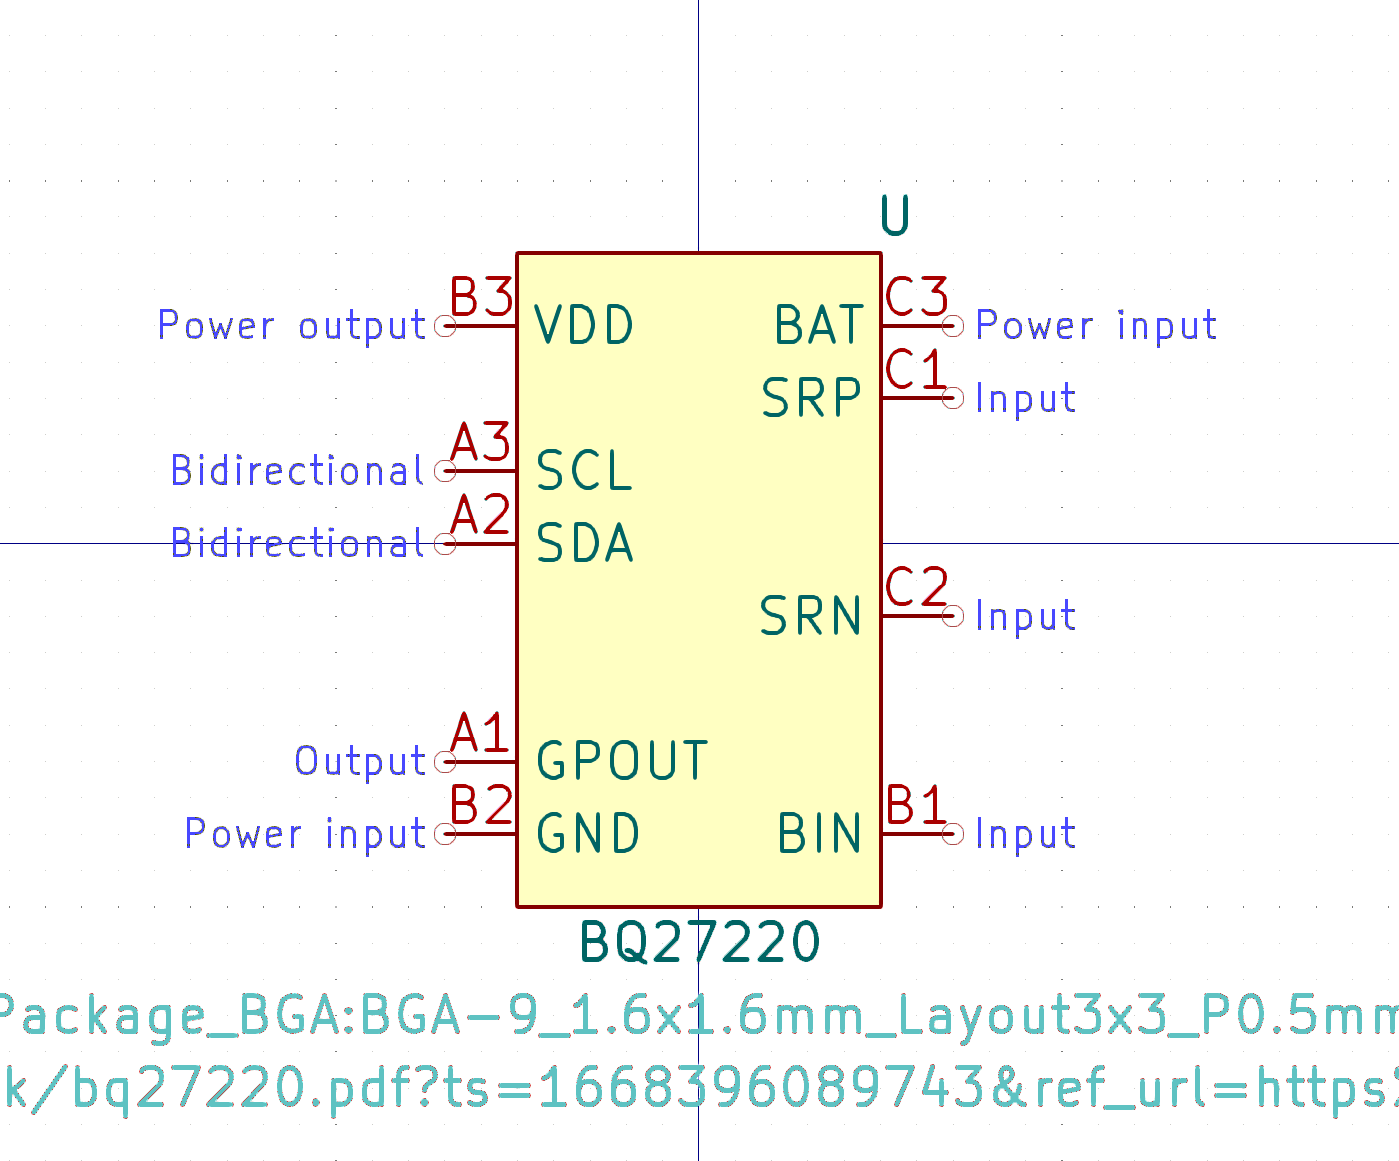 U
B3 C3
Power output VDD BAT Power input
C1
SRP Input
A3
Bidirectional SCL
A2
Bidirectional SDA
C2
SRN Input
A1
Output GPOUT
B2 B1
Power input GND BIN Input
BQ27220
Package_BGA:BGA-9_1.6x1.6mm_Layout3x3_P0.5mm
k/bq27220.pdf?ts=1668396089743&ref_url=https